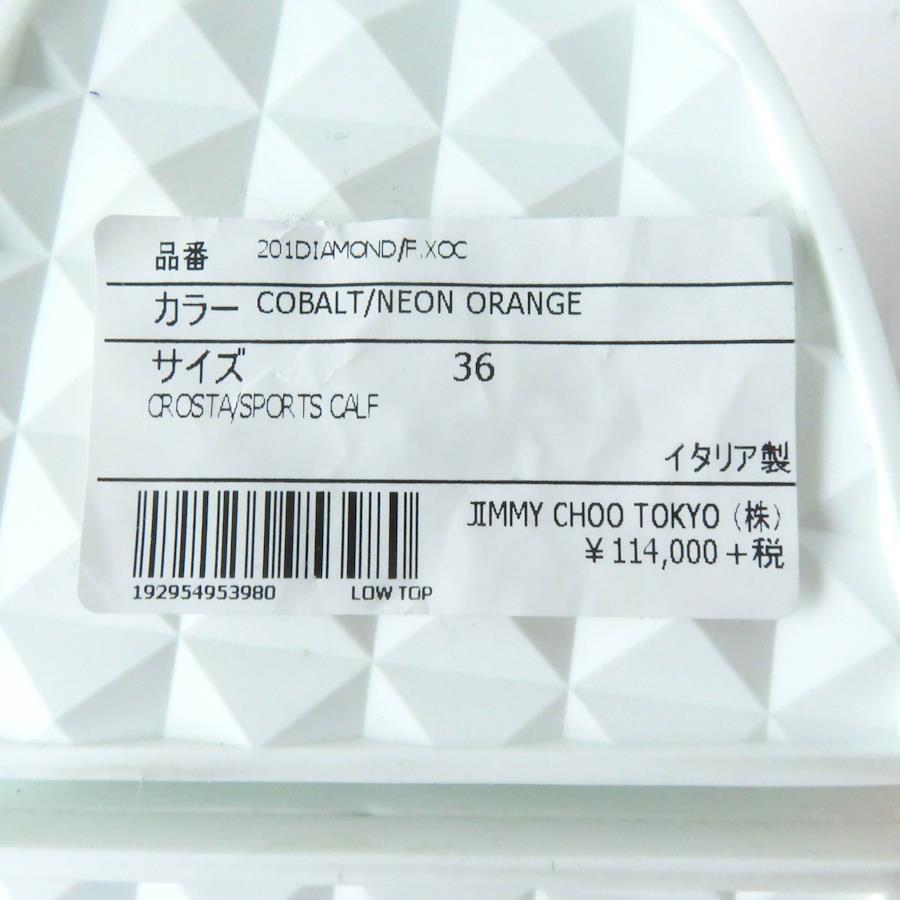 品番 201DIAMOND/F.XOC
カラー COBALT/NEON ORANGE
サイズ 36
CROSTA/SPORTS CALF
イタリア製
JIMMY CHOO TOKYO（株）
￥114,000＋税
192954953980 LOW TOP